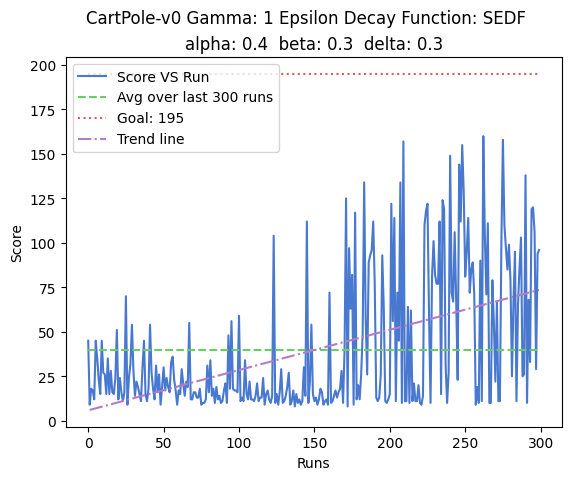 CartPole-v0 Gamma: 1 Epsilon Decay Function: SEDF
alpha: 0.4 beta: 0.3 delta: 0.3
Score VS Run
Avg over last 300 runs
Goal: 195
Trend line
200
175
150
125
100
75
50
25
0
Score
0 50 100 150 200 250 300
Runs